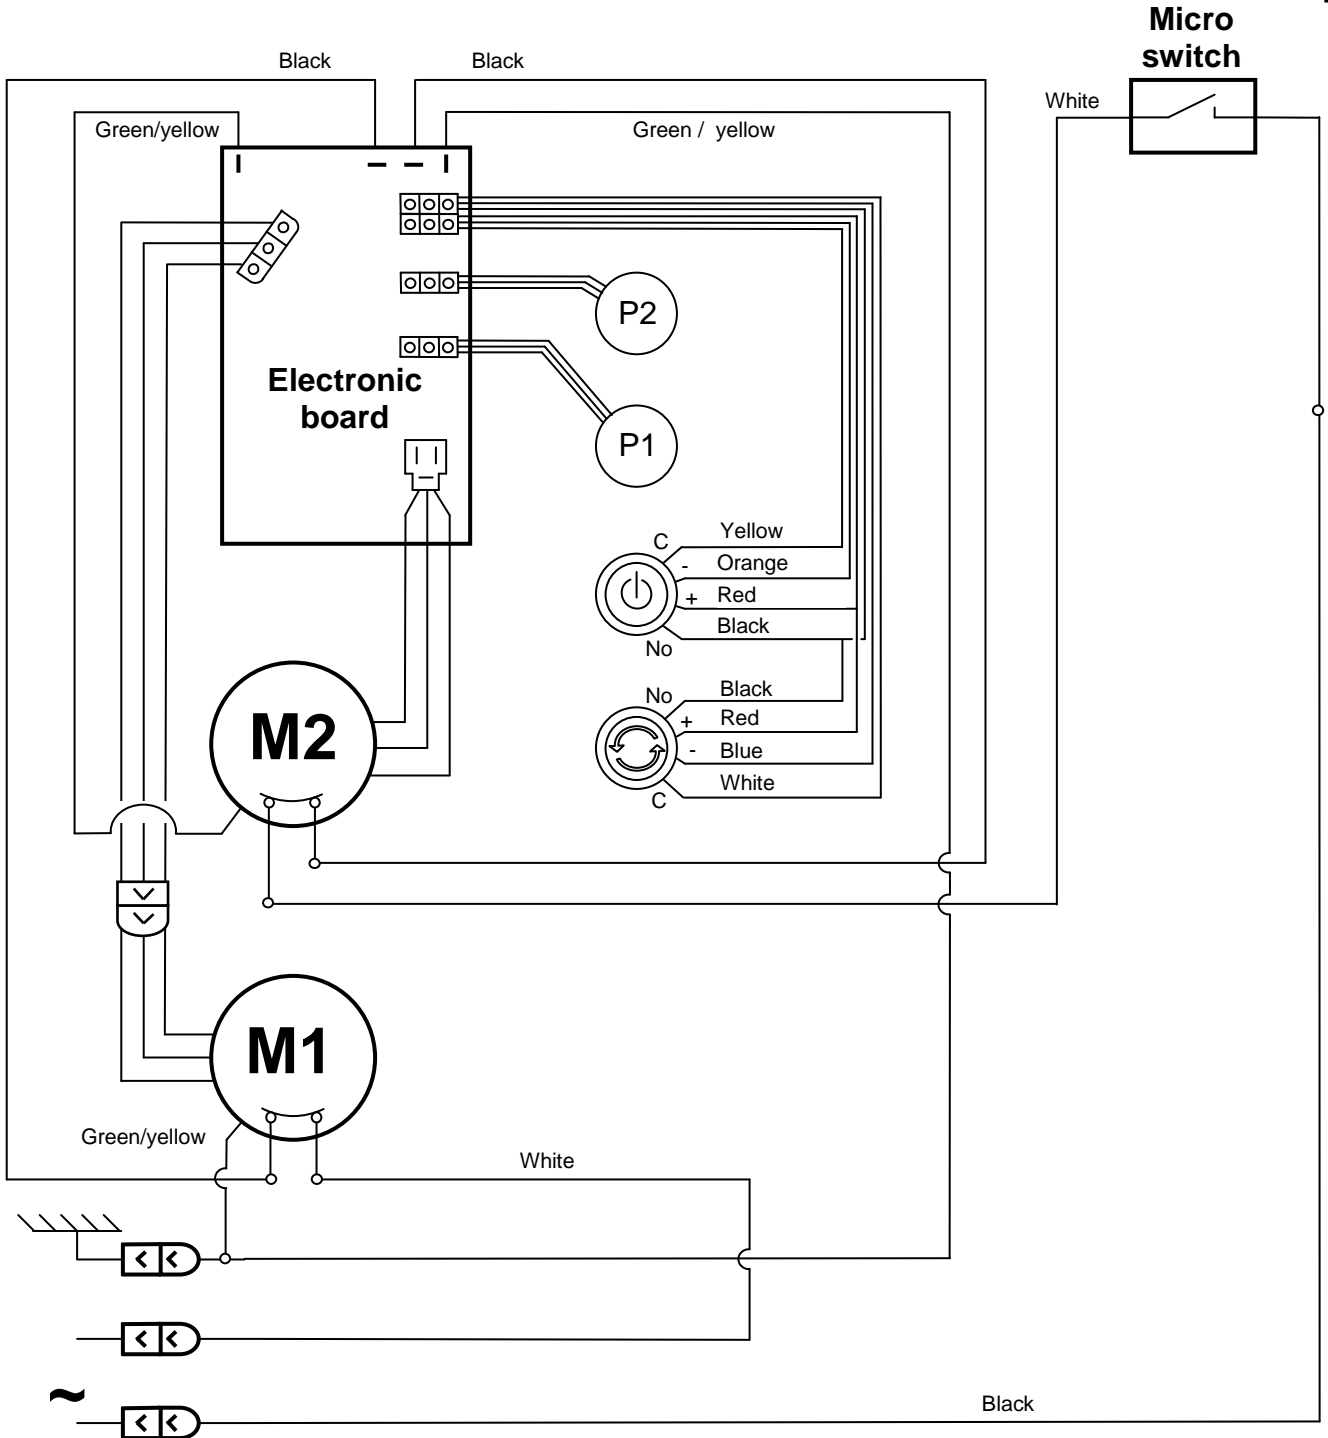 Micro
switch
Black
Black
White
Green/yellow
Green / yellow
P2
Electronic
board
P1
C
Yellow
-
Orange
+
Red
Black
No
No
Black
+
Red
-
Blue
White
C
M2
M1
Green/yellow
White
~
Black